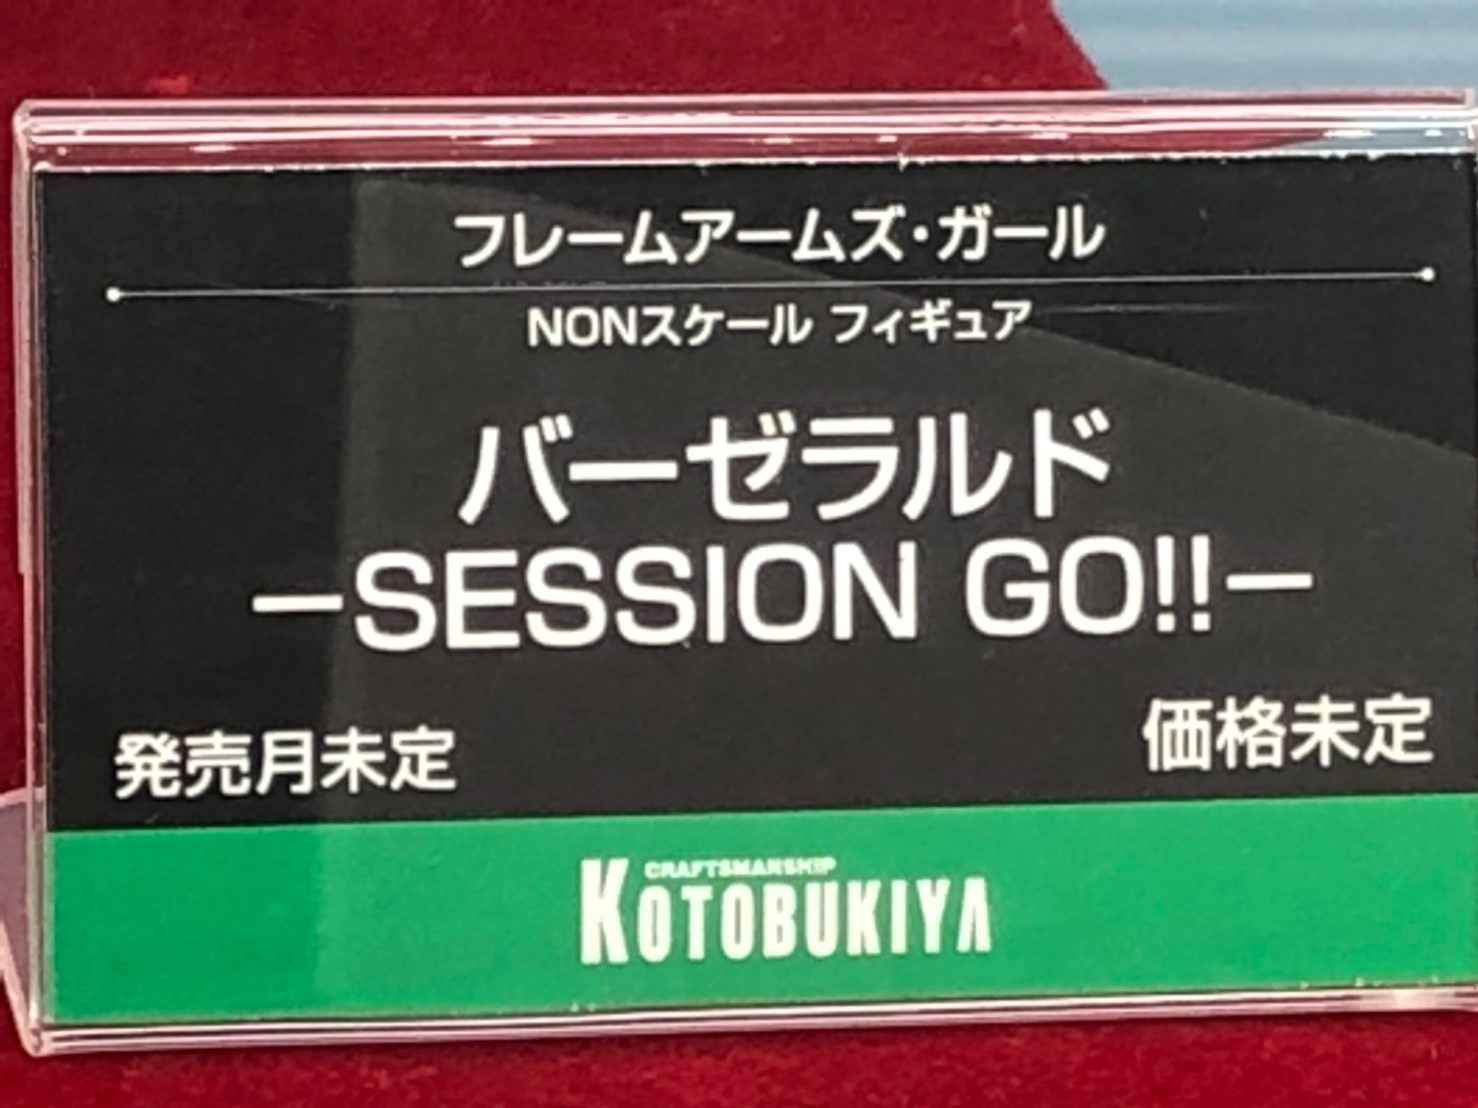 フレームアームズ・ガール
NONスケール フィギュア
バーゼラルド
－SESSION GO!!－
発売月未定
価格未定
CRAFTSMANSHIP
KOTOBUKIYA